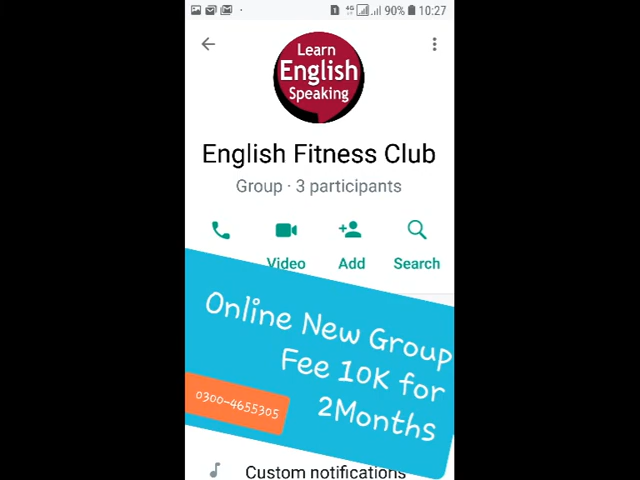 90% 10:27
Learn
English
Speaking
English Fitness Club
Group · 3 participants
Video Add Search
Online New Group
Fee 10K for
2Months
0300-4655305
Custom notifications